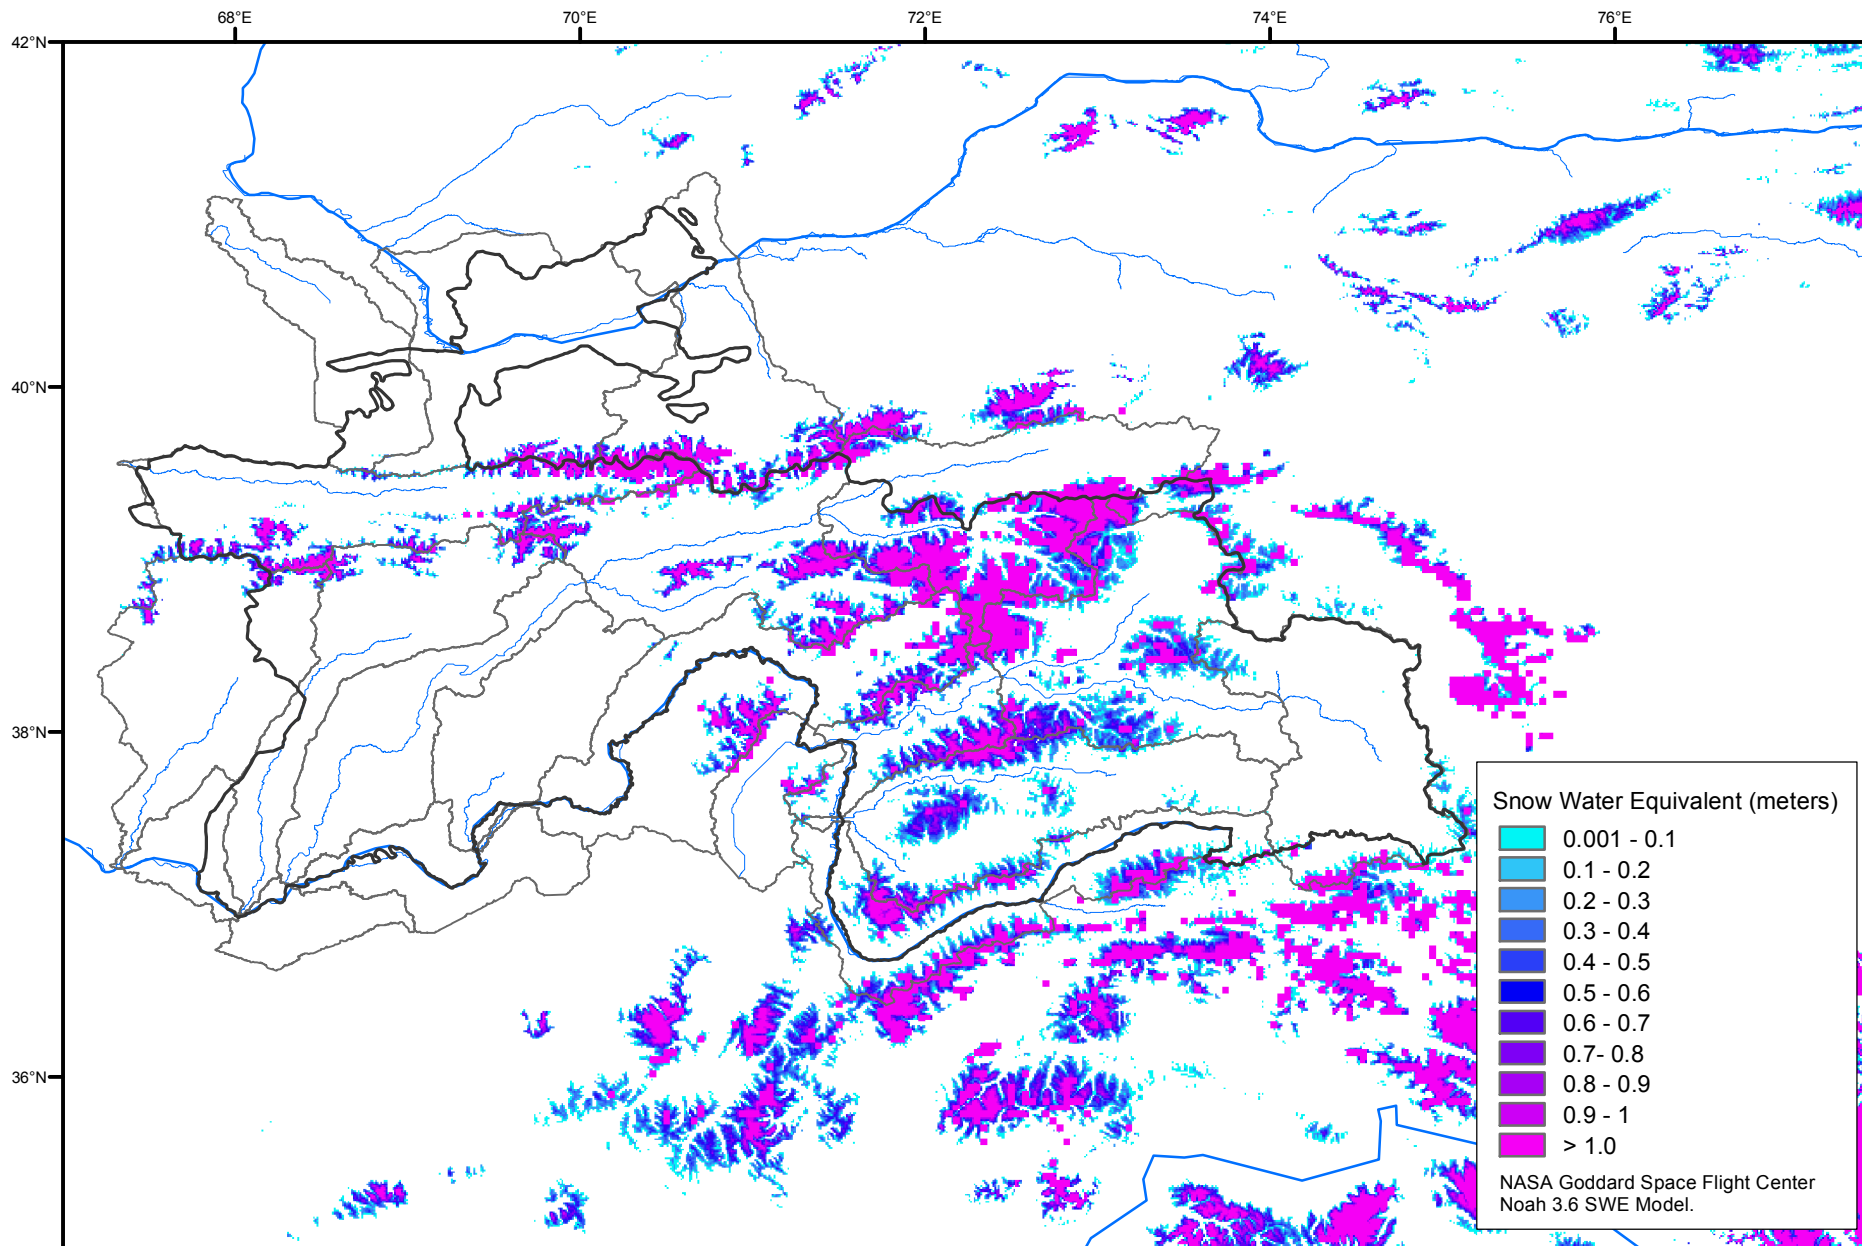 68°E 70°E 72°E 74°E 76°E
42°N
40°N
38°N
36°N
Snow Water Equivalent (meters)
0.001 - 0.1
0.1 - 0.2
0.2 - 0.3
0.3 - 0.4
0.4 - 0.5
0.5 - 0.6
0.6 - 0.7
0.7- 0.8
0.8 - 0.9
0.9 - 1
> 1.0
NASA Goddard Space Flight Center
Noah 3.6 SWE Model.